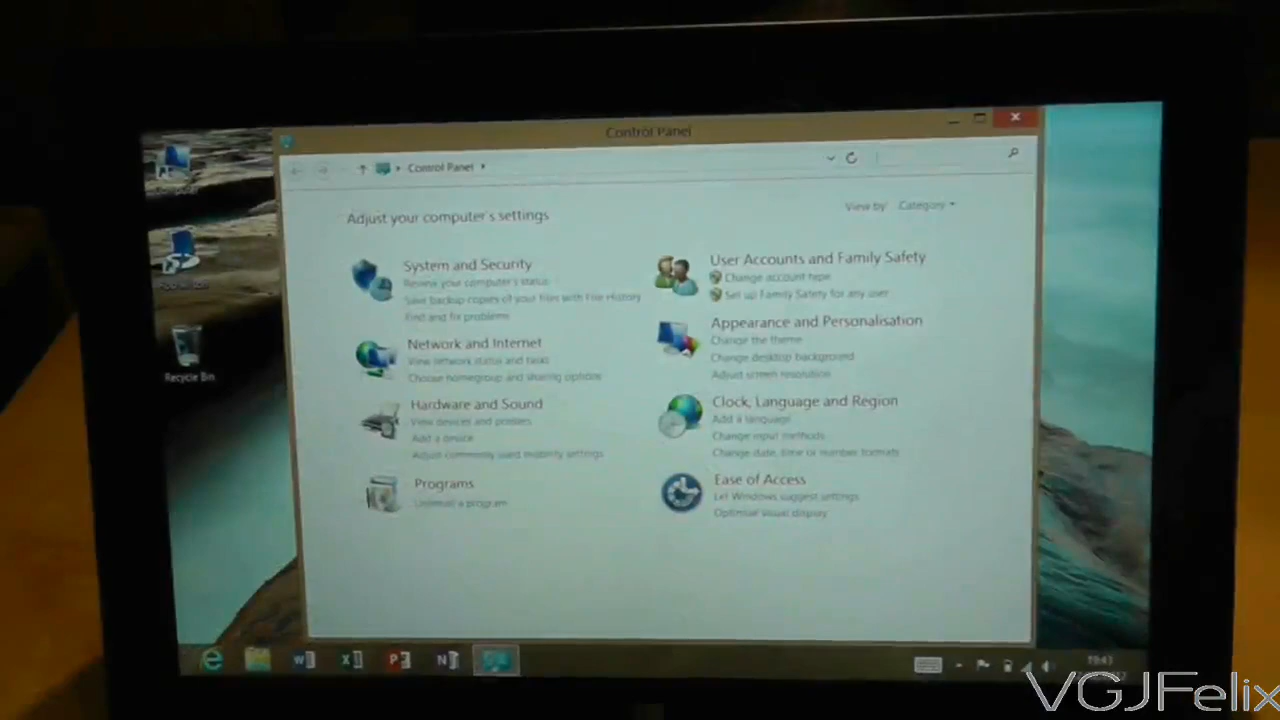 Control Panel
Control Panel
Adjust your computer's settings
View by: Category
System and Security
Review your computer's status
Save backup copies of your files with File History
Find and fix problems
Network and Internet
View network status and tasks
Choose homegroup and sharing options
Hardware and Sound
View devices and printers
Add a device
Adjust commonly used mobility settings
Programs
Uninstall a program
User Accounts and Family Safety
Change account type
Set up Family Safety for any user
Appearance and Personalisation
Change the theme
Change desktop background
Adjust screen resolution
Clock, Language and Region
Add a language
Change input methods
Change date, time or number formats
Ease of Access
Let Windows suggest settings
Optimise visual display
Computer
Recycle Bin
19:43
VGJFelix